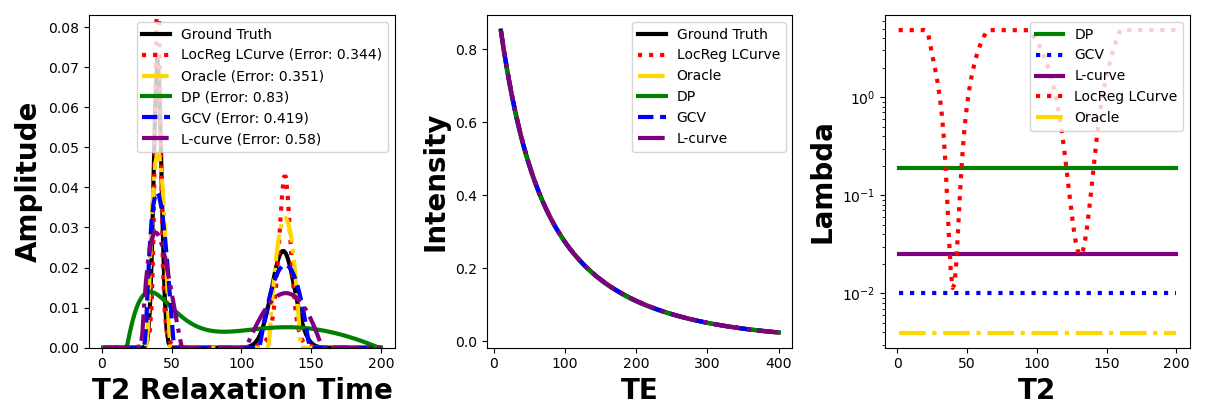 0.08
0.07
0.06
0.05
0.04
0.03
0.02
0.01
0.00
Amplitude
0
50
100
150
200
T2 Relaxation Time
Ground Truth
LocReg LCurve (Error: 0.344)
Oracle (Error: 0.351)
DP (Error: 0.83)
GCV (Error: 0.419)
L-curve (Error: 0.58)
0.8
0.6
0.4
0.2
0.0
Intensity
0
100
200
300
400
TE
Ground Truth
LocReg LCurve
Oracle
DP
GCV
L-curve
10⁰
10⁻¹
10⁻²
Lambda
0
50
100
150
200
T2
DP
GCV
L-curve
LocReg LCurve
Oracle